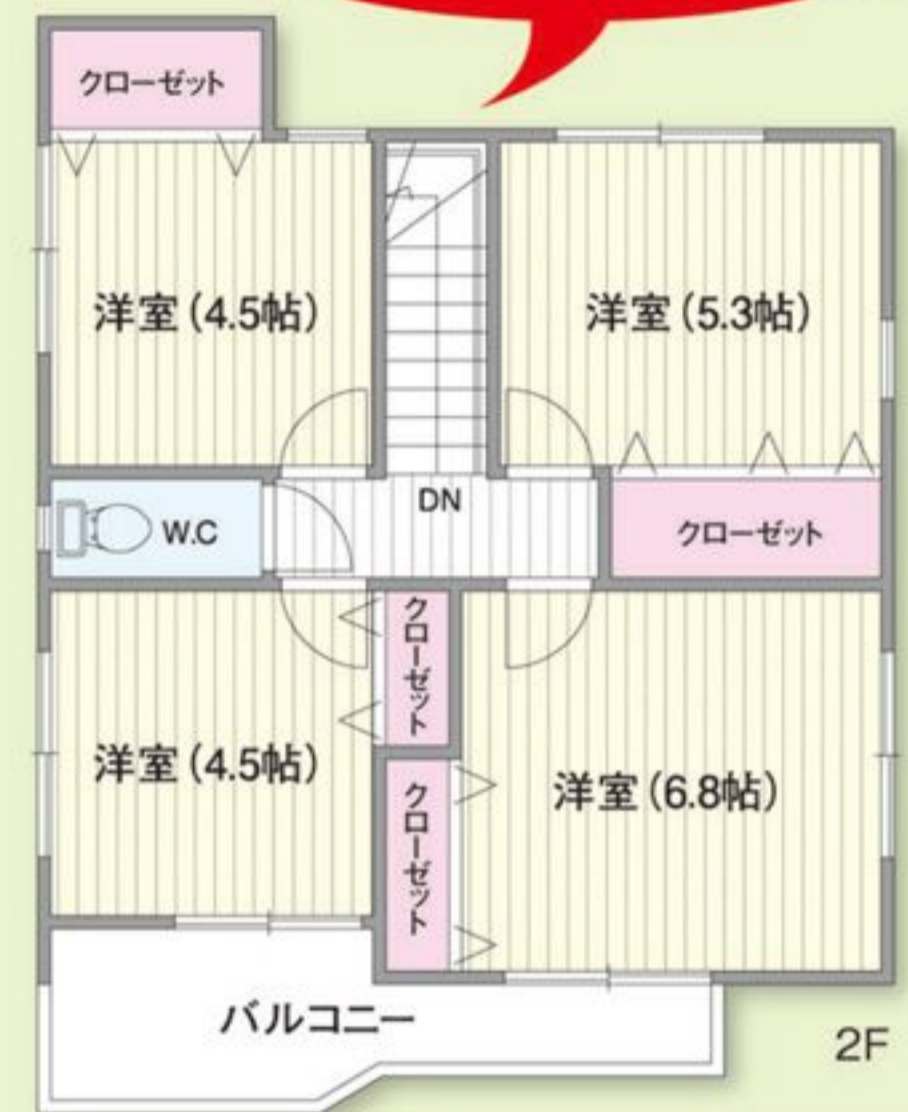 クローゼット
洋室(4.5帖)
洋室(5.3帖)
DN
W.C
クローゼット
クローゼット
洋室(4.5帖)
クローゼット
洋室(6.8帖)
バルコニー
2F